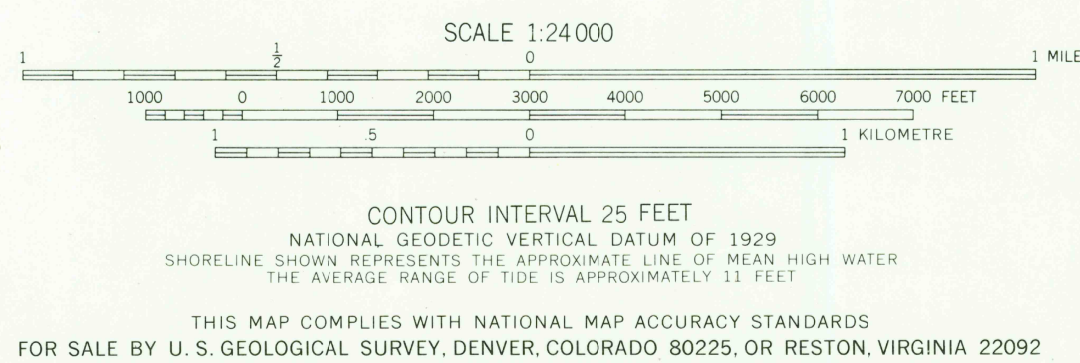 SCALE 1:24 000
1 1/2 0 1 MILE
1000 0 1000 2000 3000 4000 5000 6000 7000 FEET
1 .5 0 1 KILOMETRE
CONTOUR INTERVAL 25 FEET
NATIONAL GEODETIC VERTICAL DATUM OF 1929
SHORELINE SHOWN REPRESENTS THE APPROXIMATE LINE OF MEAN HIGH WATER
THE AVERAGE RANGE OF TIDE IS APPROXIMATELY 11 FEET
THIS MAP COMPLIES WITH NATIONAL MAP ACCURACY STANDARDS
FOR SALE BY U. S. GEOLOGICAL SURVEY, DENVER, COLORADO 80225, OR RESTON, VIRGINIA 22092